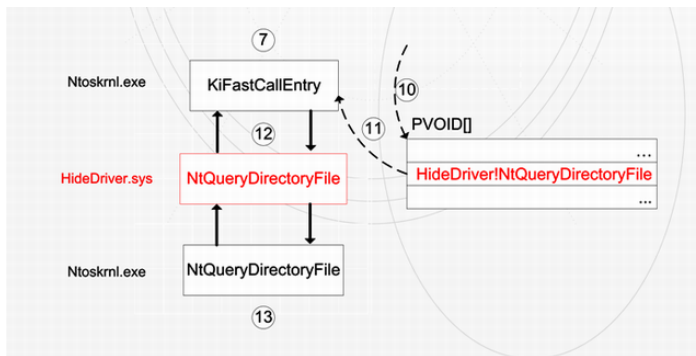 7
10
Ntoskrnl.exe
KiFastCallEntry
11
PVOID[]
12
...
HideDriver.sys
NtQueryDirectoryFile
HideDriver!NtQueryDirectoryFile
...
Ntoskrnl.exe
NtQueryDirectoryFile
13